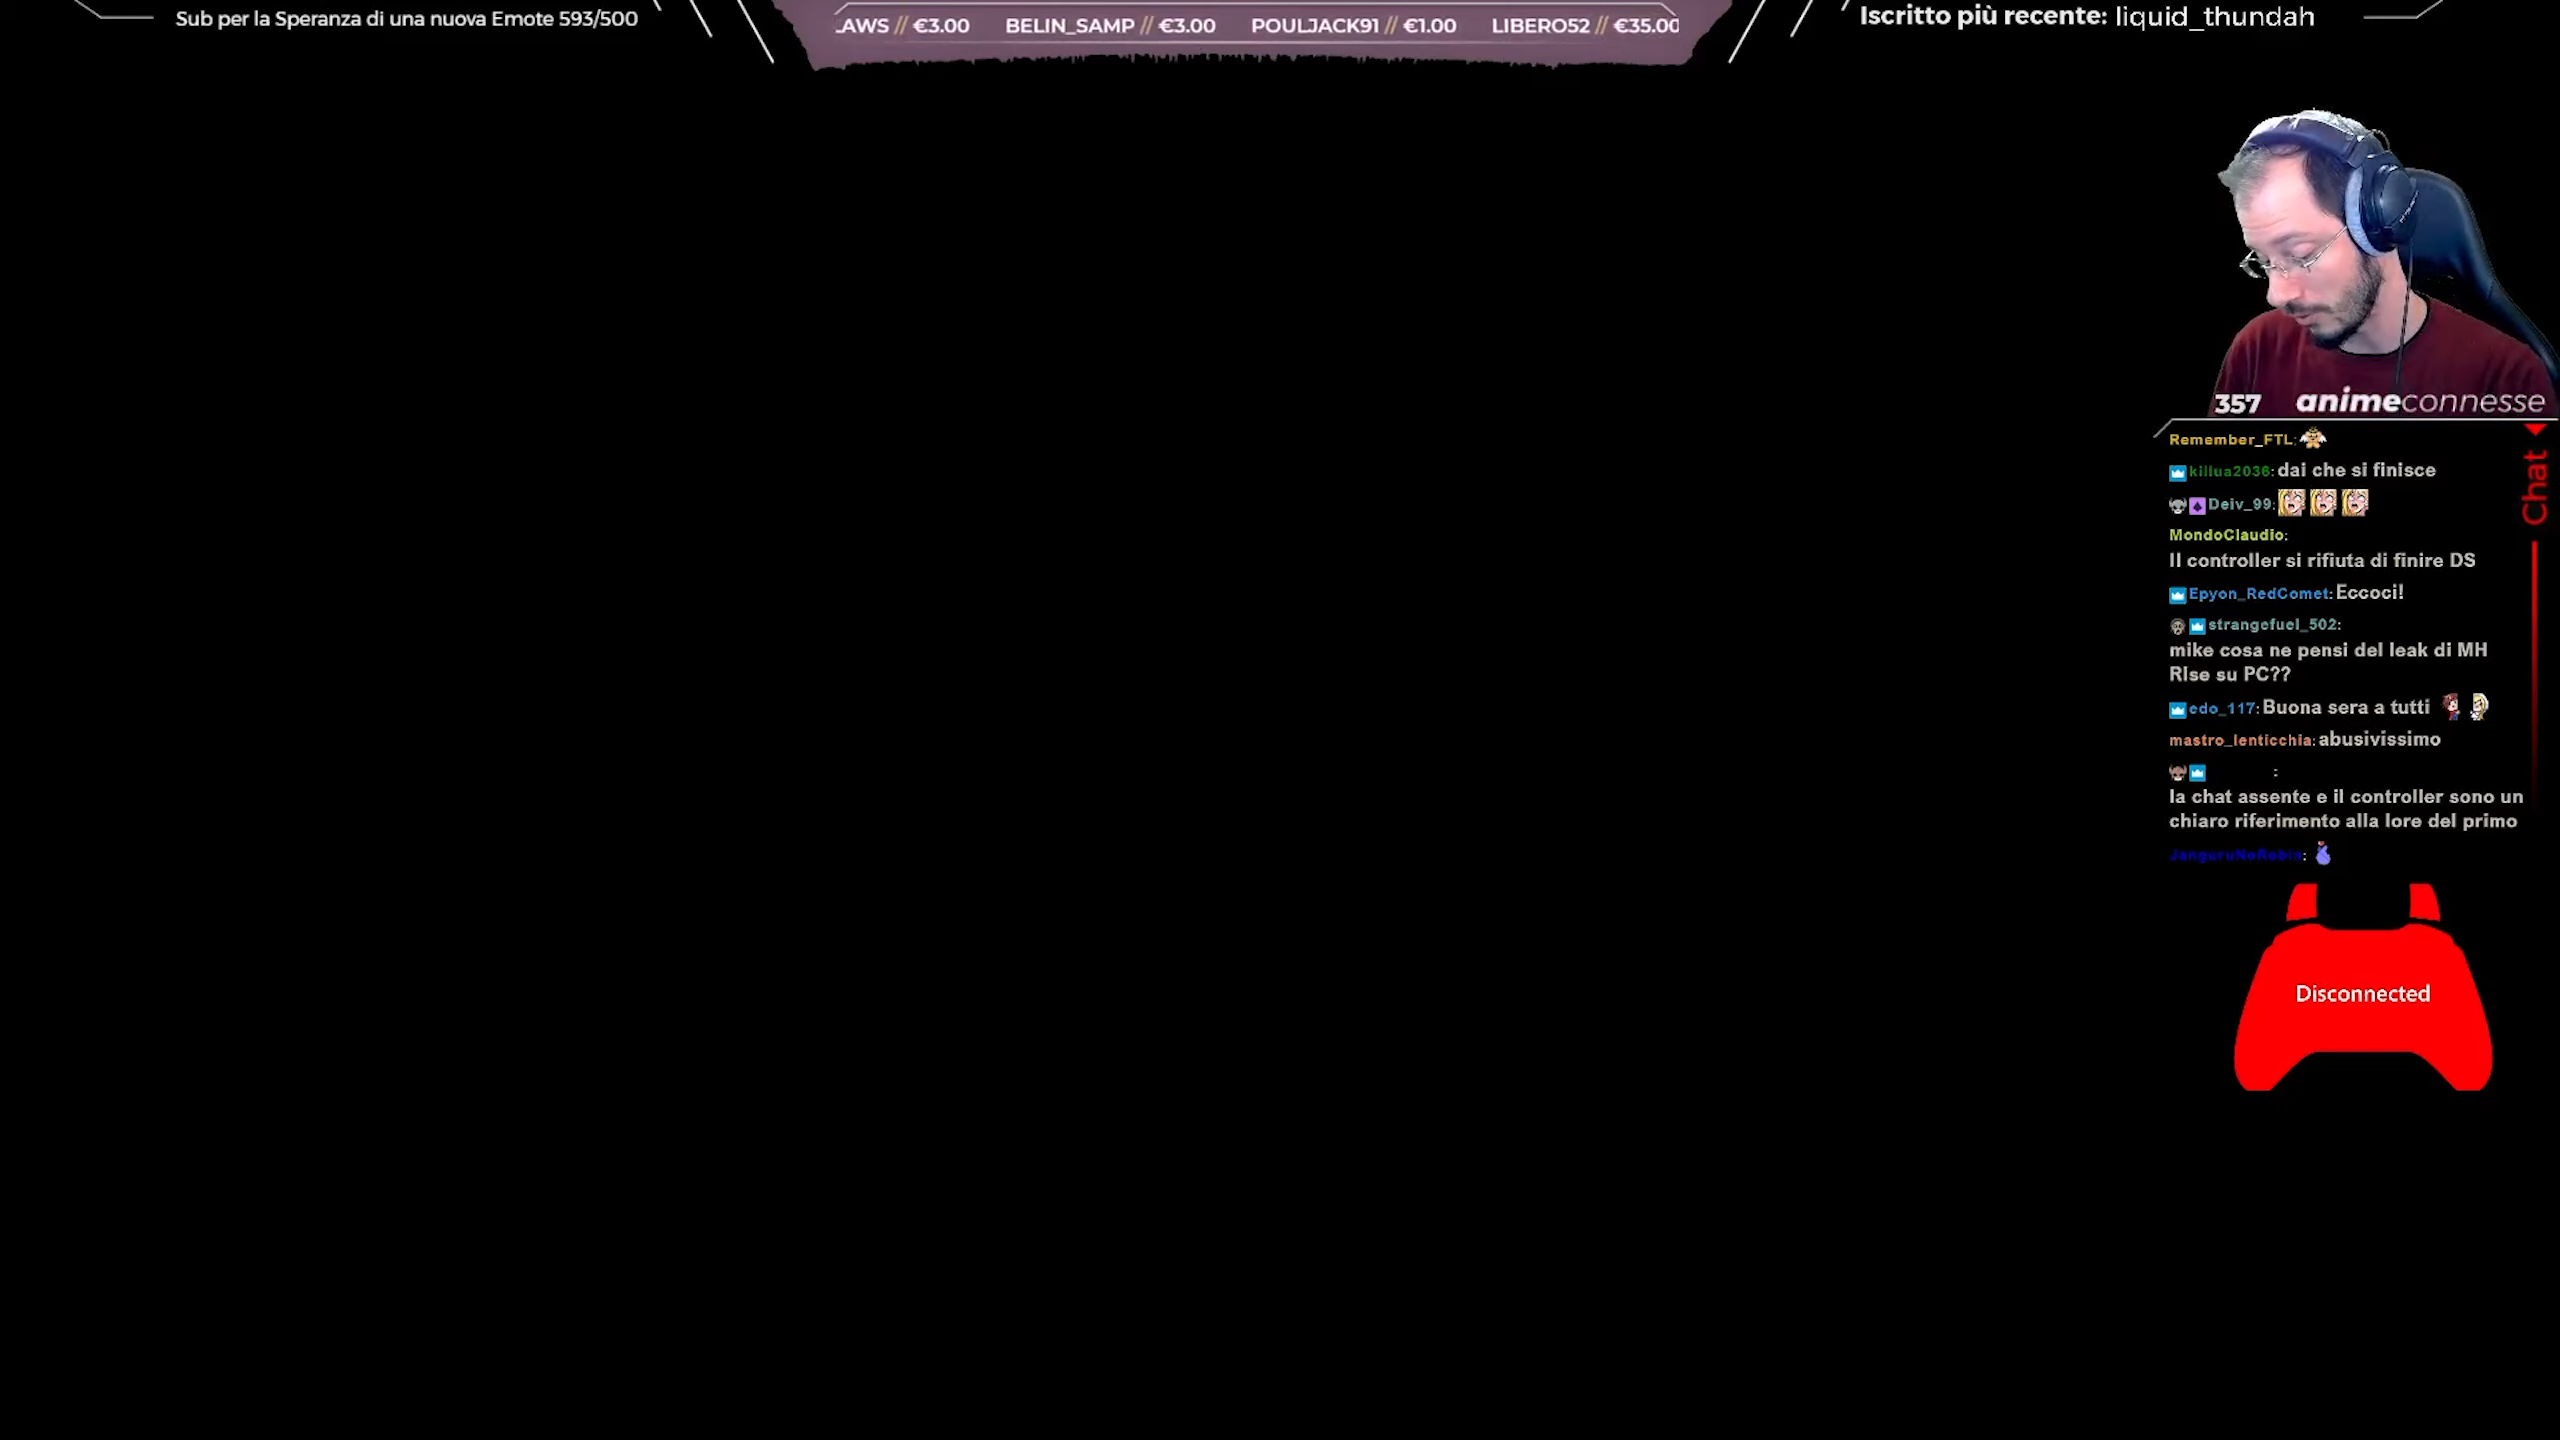 Sub per la Speranza di una nuova Emote 593/500
AWS // €3.00 BELIN_SAMP // €3.00 POULJACK91 // €1.00 LIBERO52 // €35.00
Iscritto più recente: liquid_thundah
357 animeconnesse
Chat
Remember_FTL:
killua2036: dai che si finisce
Deiv_99:
MondoClaudio:
Il controller si rifiuta di finire DS
Epyon_RedComet: Eccoci!
strangefuel_502:
mike cosa ne pensi del leak di MH
RIse su PC??
edo_117: Buona sera a tutti
mastro_lenticchia: abusivissimo
:
la chat assente e il controller sono un
chiaro riferimento alla lore del primo
JangoruNoRobin:
Disconnected